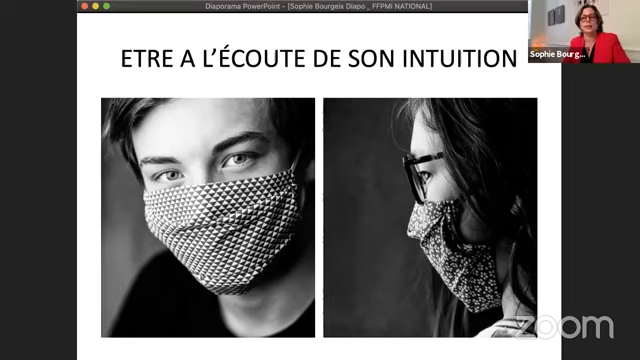 Diaporama PowerPoint - [Sophie Bourgeix Diapo _ FFPMI NATIONAL]
ETRE A L'ÉCOUTE DE SON INTUITION
Sophie Bourg...
zoom